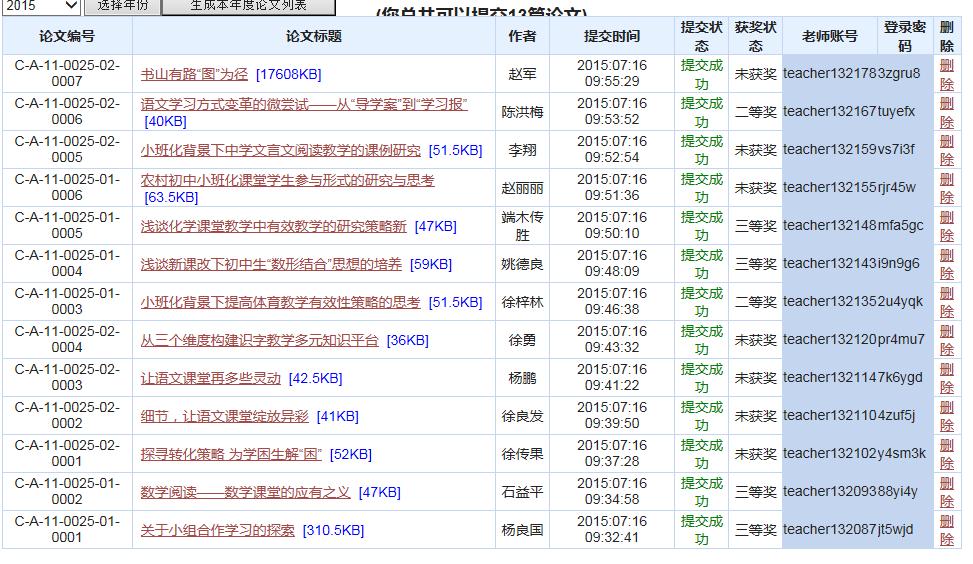 2015 选择年份 生成本年度论文列表 (您总共可以提交13篇论文)
论文编号 论文标题 作者 提交时间 提交状态 获奖状态 老师账号 登录密码 删除
C-A-11-0025-02-0007 书山有路“图”为径 [17608KB] 赵军 2015:07:16 09:55:29 提交成功 未获奖 teacher132178 3zgru8 删除
C-A-11-0025-02-0006 语文学习方式变革的微尝试——从“导学案”到“学习报” [40KB] 陈洪梅 2015:07:16 09:53:52 提交成功 二等奖 teacher132167 tuyefx 删除
C-A-11-0025-02-0005 小班化背景下中学文言文阅读教学的课例研究 [51.5KB] 李翔 2015:07:16 09:52:54 提交成功 未获奖 teacher132159 vs7i3f 删除
C-A-11-0025-01-0006 农村初中小班化课堂学生参与形式的研究与思考 [63.5KB] 赵丽丽 2015:07:16 09:51:36 提交成功 未获奖 teacher132155 rjr45w 删除
C-A-11-0025-01-0005 浅谈化学课堂教学中有效教学的研究策略新 [47KB] 端木传胜 2015:07:16 09:50:10 提交成功 三等奖 teacher132148 mfa5gc 删除
C-A-11-0025-01-0004 浅谈新课改下初中生“数形结合”思想的培养 [59KB] 姚德良 2015:07:16 09:48:09 提交成功 三等奖 teacher132143 i9n9g6 删除
C-A-11-0025-01-0003 小班化背景下提高体育教学有效性策略的思考 [51.5KB] 徐梓林 2015:07:16 09:46:38 提交成功 二等奖 teacher132135 2u4yqk 删除
C-A-11-0025-02-0004 从三个维度构建识字教学多元知识平台 [36KB] 徐勇 2015:07:16 09:43:32 提交成功 未获奖 teacher132120 pr4mu7 删除
C-A-11-0025-02-0003 让语文课堂再多些灵动 [42.5KB] 杨鹏 2015:07:16 09:41:22 提交成功 未获奖 teacher132114 7k6ygd 删除
C-A-11-0025-02-0002 细节，让语文课堂绽放异彩 [41KB] 徐良发 2015:07:16 09:39:50 提交成功 未获奖 teacher132110 4zuf5j 删除
C-A-11-0025-02-0001 探寻转化策略 为学困生解“困” [52KB] 徐传果 2015:07:16 09:37:28 提交成功 未获奖 teacher132102 y4sm3k 删除
C-A-11-0025-01-0002 数学阅读——数学课堂的应有之义 [47KB] 石益平 2015:07:16 09:34:58 提交成功 三等奖 teacher132093 88yi4y 删除
C-A-11-0025-01-0001 关于小组合作学习的探索 [310.5KB] 杨良国 2015:07:16 09:32:41 提交成功 三等奖 teacher132087 jt5wjd 删除